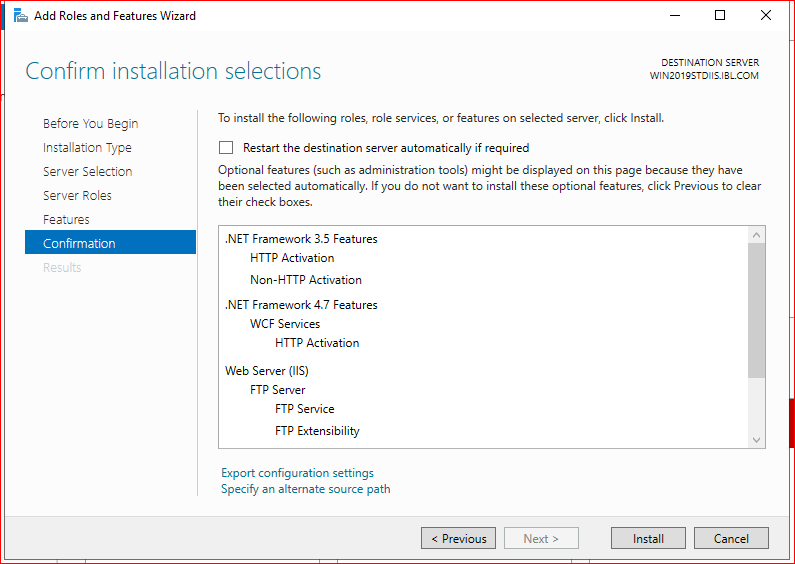 Add Roles and Features Wizard
Confirm installation selections
DESTINATION SERVER
WIN2019STDIIS.IBL.COM
Before You Begin
Installation Type
Server Selection
Server Roles
Features
Confirmation
Results
To install the following roles, role services, or features on selected server, click Install.
Restart the destination server automatically if required
Optional features (such as administration tools) might be displayed on this page because they have
been selected automatically. If you do not want to install these optional features, click Previous to clear
their check boxes.
.NET Framework 3.5 Features
HTTP Activation
Non-HTTP Activation
.NET Framework 4.7 Features
WCF Services
HTTP Activation
Web Server (IIS)
FTP Server
FTP Service
FTP Extensibility
Export configuration settings
Specify an alternate source path
< Previous
Next >
Install
Cancel